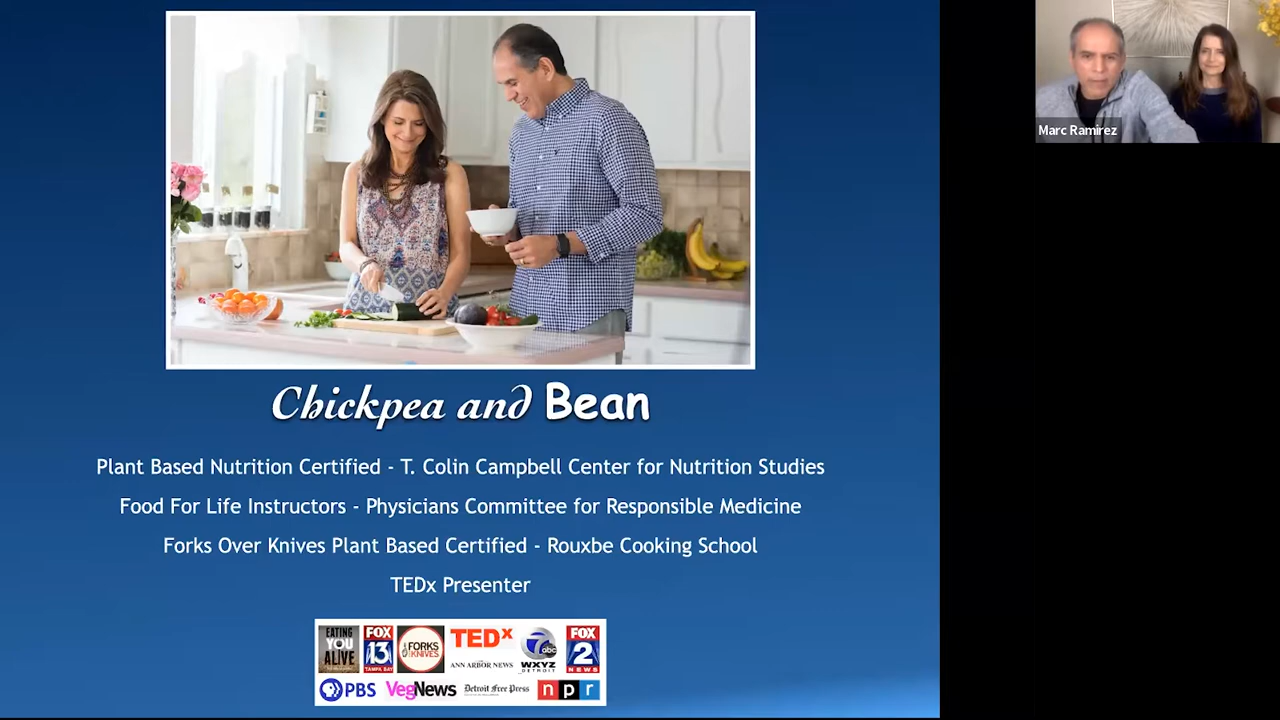 Marc Ramirez
Chickpea and Bean
Plant Based Nutrition Certified - T. Colin Campbell Center for Nutrition Studies
Food For Life Instructors - Physicians Committee for Responsible Medicine
Forks Over Knives Plant Based Certified - Rouxbe Cooking School
TEDx Presenter
EATING
YOU
ALIVE
FOX
13
TAMPA BAY
FORKS
OVER
KNIVES
TEDx
THE
ANN ARBOR NEWS
7
abc
WXYZ
DETROIT
FOX
2
NEWS
PBS
VegNews
Detroit Free Press
n p r